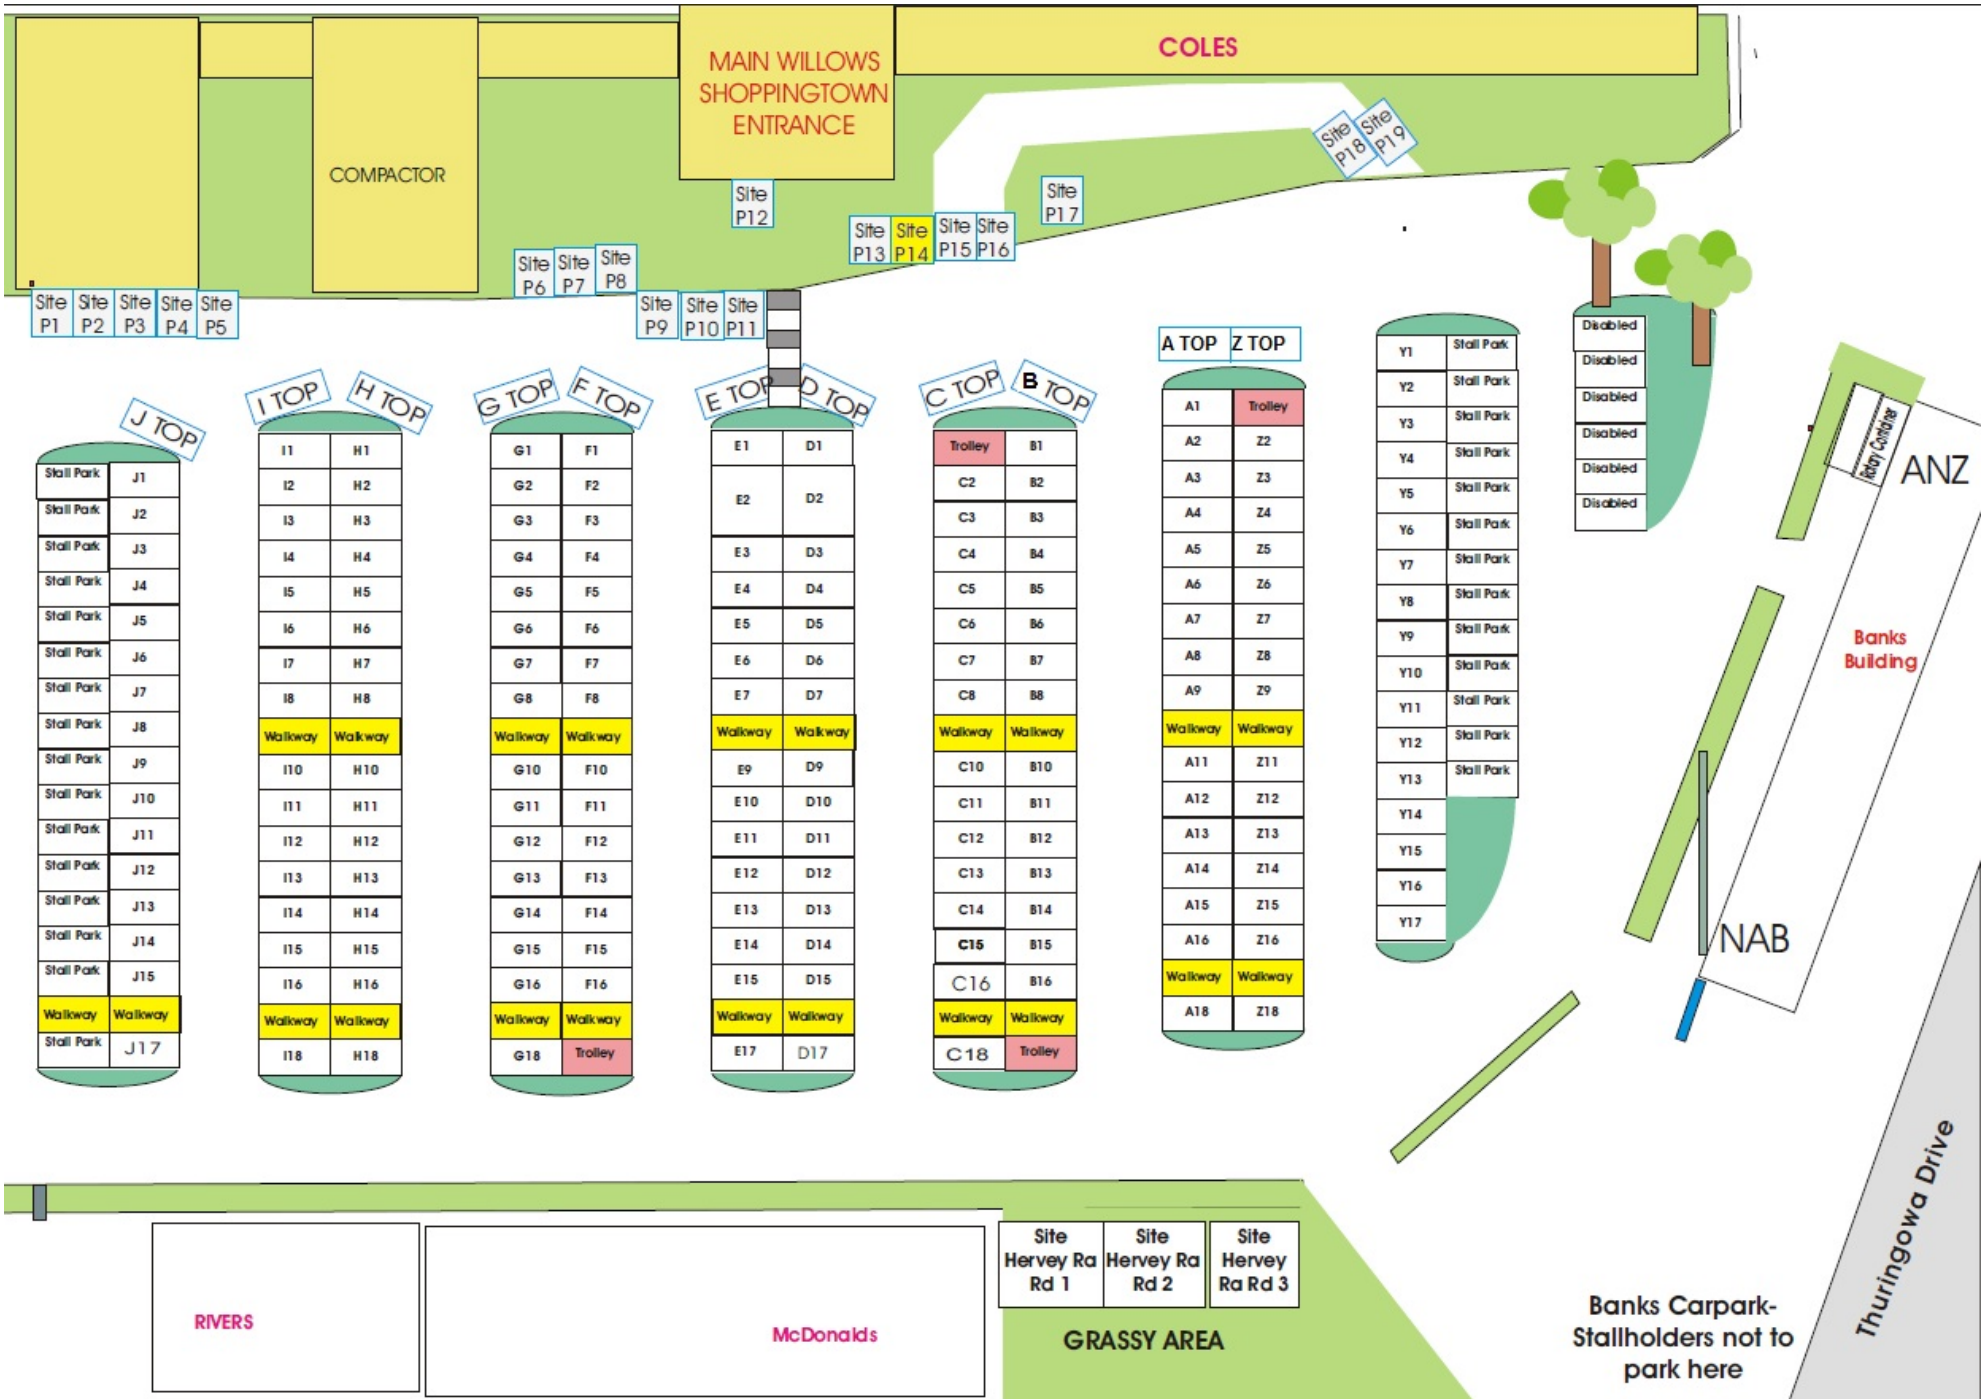 COLES
MAIN WILLOWS
SHOPPINGTOWN
ENTRANCE
COMPACTOR
Site
P18
Site
P19
Site
P12
Site
P17
Site
P13
Site
P14
Site
P15
Site
P16
Site
P6
Site
P7
Site
P8
Site
P1
Site
P2
Site
P3
Site
P4
Site
P5
Site
P9
Site
P10
Site
P11
J TOP
Stall Park J1
Stall Park J2
Stall Park J3
Stall Park J4
Stall Park J5
Stall Park J6
Stall Park J7
Stall Park J8
Stall Park J9
Stall Park J10
Stall Park J11
Stall Park J12
Stall Park J13
Stall Park J14
Stall Park J15
Walkway Walkway
Stall Park J17
I TOP H TOP
I1 H1
I2 H2
I3 H3
I4 H4
I5 H5
I6 H6
I7 H7
I8 H8
Walkway Walkway
I10 H10
I11 H11
I12 H12
I13 H13
I14 H14
I15 H15
I16 H16
Walkway Walkway
I18 H18
G TOP F TOP
G1 F1
G2 F2
G3 F3
G4 F4
G5 F5
G6 F6
G7 F7
G8 F8
Walkway Walkway
G10 F10
G11 F11
G12 F12
G13 F13
G14 F14
G15 F15
G16 F16
Walkway Walkway
G18 Trolley
E TOP D TOP
E1 D1
E2 D2
E3 D3
E4 D4
E5 D5
E6 D6
E7 D7
Walkway Walkway
E9 D9
E10 D10
E11 D11
E12 D12
E13 D13
E14 D14
E15 D15
Walkway Walkway
E17 D17
C TOP B TOP
Trolley B1
C2 B2
C3 B3
C4 B4
C5 B5
C6 B6
C7 B7
C8 B8
Walkway Walkway
C10 B10
C11 B11
C12 B12
C13 B13
C14 B14
C15 B15
C16 B16
Walkway Walkway
C18 Trolley
A TOP Z TOP
A1 Trolley
A2 Z2
A3 Z3
A4 Z4
A5 Z5
A6 Z6
A7 Z7
A8 Z8
A9 Z9
Walkway Walkway
A11 Z11
A12 Z12
A13 Z13
A14 Z14
A15 Z15
A16 Z16
Walkway Walkway
A18 Z18
Y1 Stall Park
Y2 Stall Park
Y3 Stall Park
Y4 Stall Park
Y5 Stall Park
Y6 Stall Park
Y7 Stall Park
Y8 Stall Park
Y9 Stall Park
Y10 Stall Park
Y11 Stall Park
Y12 Stall Park
Y13 Stall Park
Y14
Y15
Y16
Y17
Disabled
Disabled
Disabled
Disabled
Disabled
Disabled
Rotary Container
ANZ
Banks
Building
NAB
Thuringowa Drive
RIVERS
McDonalds
Site
Hervey Ra
Rd 1
Site
Hervey Ra
Rd 2
Site
Hervey
Ra Rd 3
GRASSY AREA
Banks Carpark-
Stallholders not to
park here